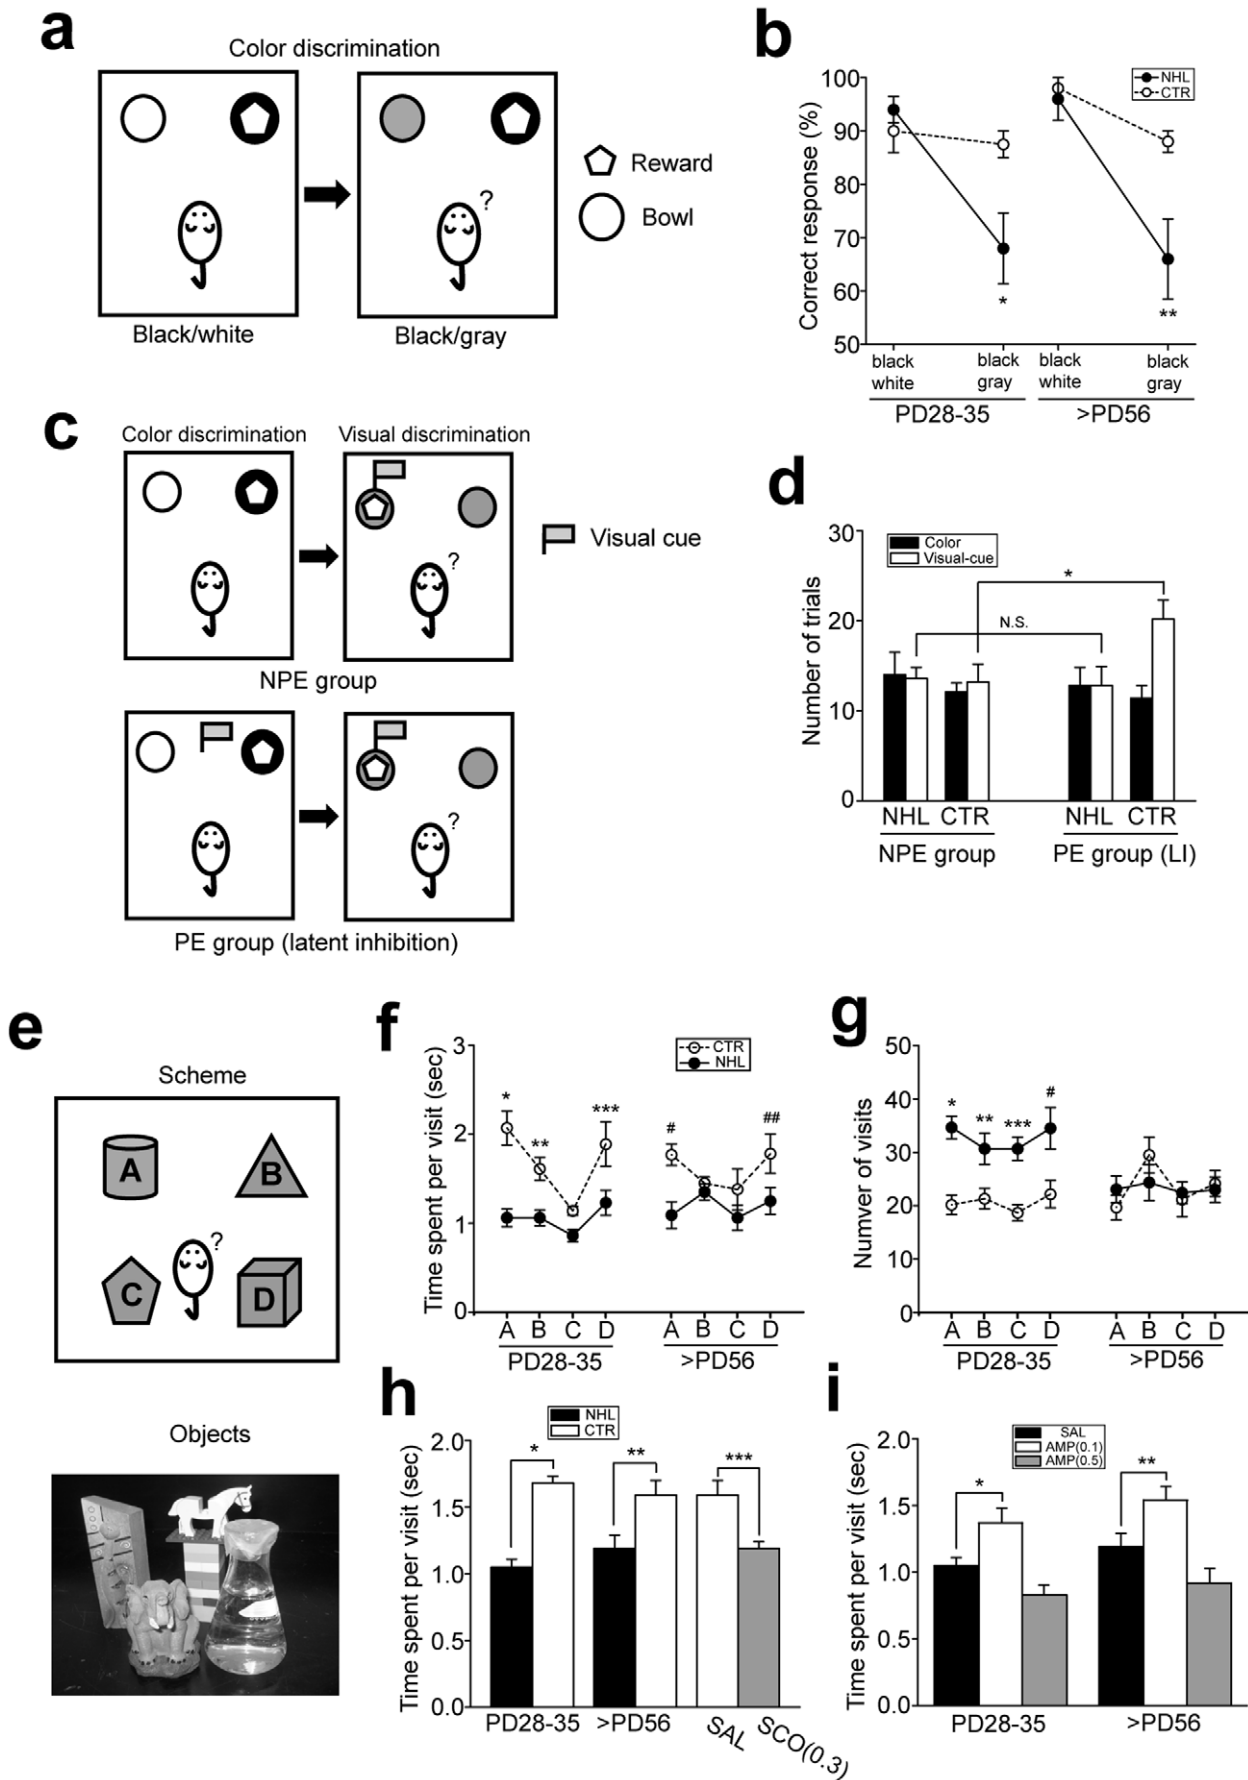 a
Color discrimination
?
Reward
Bowl
Black/white
Black/gray
b
Correct response (%)
100
90
80
70
60
50
NHL
CTR
*
**
black
white
black
gray
black
white
black
gray
PD28-35
>PD56
c
Color discrimination
Visual discrimination
?
Visual cue
NPE group
?
PE group (latent inhibition)
d
Number of trials
30
20
10
0
Color
Visual-cue
*
N.S.
NHL
CTR
NHL
CTR
NPE group
PE group (LI)
e
Scheme
A
B
?
C
D
Objects
f
Time spent per visit (sec)
3
2
1
0
CTR
NHL
*
**
***
#
##
A B C D A B C D
PD28-35
>PD56
g
Numver of visits
50
40
30
20
10
0
*
**
***
#
A B C D A B C D
PD28-35
>PD56
h
Time spent per visit (sec)
2.0
1.5
1.0
0.5
0.0
NHL
CTR
*
**
***
PD28-35
>PD56
SAL
SCO(0.3)
i
Time spent per visit (sec)
2.0
1.5
1.0
0.5
0.0
SAL
AMP(0.1)
AMP(0.5)
*
**
PD28-35
>PD56